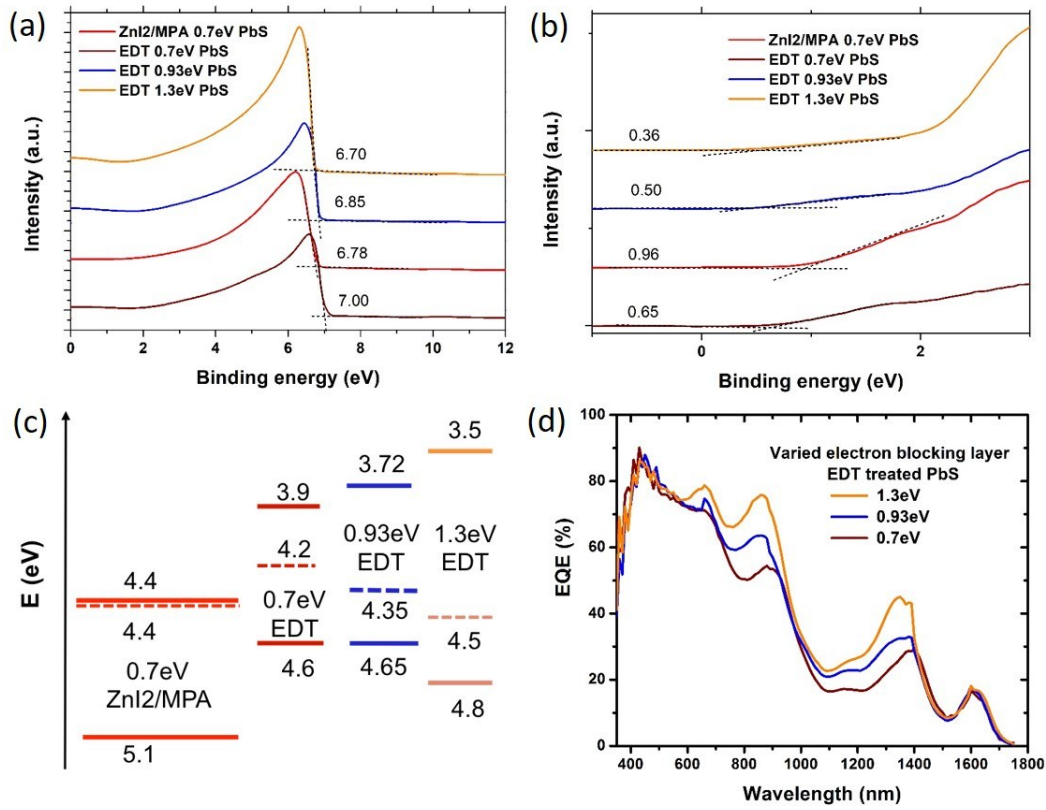 (a)
ZnI2/MPA 0.7eV PbS
EDT 0.7eV PbS
EDT 0.93eV PbS
EDT 1.3eV PbS
6.70
6.85
6.78
7.00
Intensity (a.u.)
0 2 4 6 8 10 12
Binding energy (eV)
(b)
ZnI2/MPA 0.7eV PbS
EDT 0.7eV PbS
EDT 0.93eV PbS
EDT 1.3eV PbS
0.36
0.50
0.96
0.65
Intensity (a.u.)
0 2
Binding energy (eV)
(c)
E (eV)
4.4
4.4
0.7eV
ZnI2/MPA
5.1
3.9
4.2
0.7eV
EDT
4.6
3.72
0.93eV
EDT
4.35
4.65
3.5
1.3eV
EDT
4.5
4.8
(d)
Varied electron blocking layer
EDT treated PbS
1.3eV
0.93eV
0.7eV
EQE (%)
100
80
60
40
20
0
400 600 800 1000 1200 1400 1600 1800
Wavelength (nm)